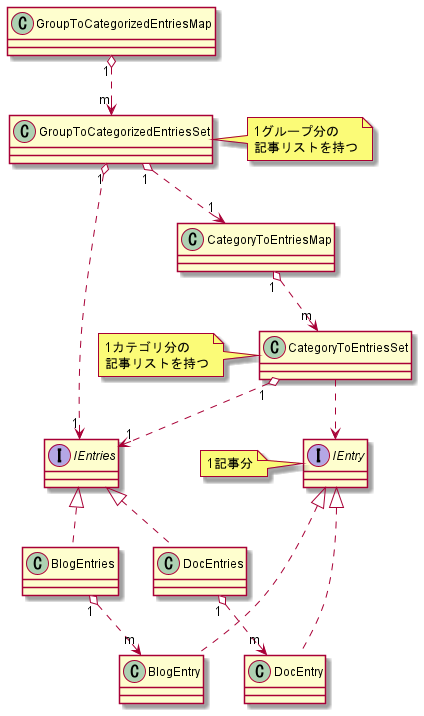 C GroupToCategorizedEntriesMap
1
m
C GroupToCategorizedEntriesSet
1グループ分の
記事リストを持つ
1
1
1
C CategoryToEntriesMap
1
m
1カテゴリ分の
記事リストを持つ
C CategoryToEntriesSet
1
1
1
I IEntries
1記事分
I IEntry
C BlogEntries
C DocEntries
1
1
m
m
C BlogEntry
C DocEntry